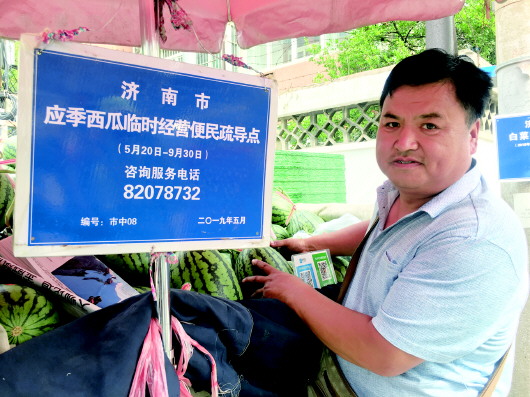 济南市
应季西瓜临时经营便民疏导点
(5月20日-9月30日)
咨询服务电话
82078732
编号：市中08 二〇一九年五月
白菜